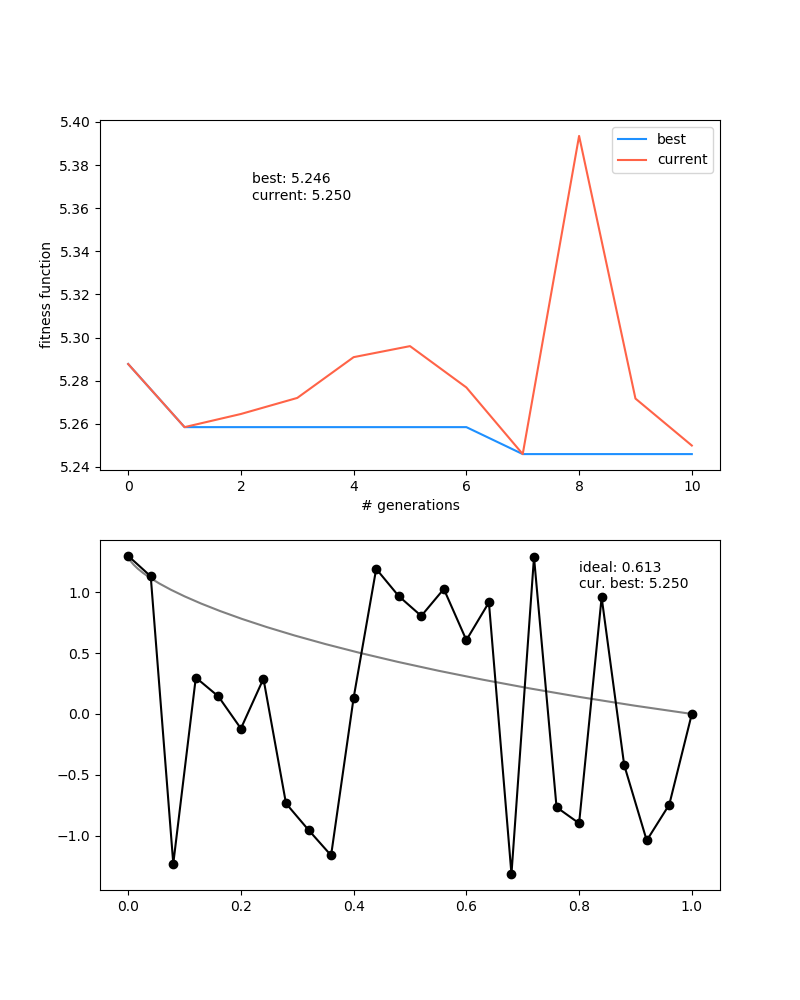 5.40
5.38
5.36
5.34
5.32
5.30
5.28
5.26
5.24
fitness function
best: 5.246
current: 5.250
best
current
0 2 4 6 8 10
# generations
1.0
0.5
0.0
−0.5
−1.0
ideal: 0.613
cur. best: 5.250
0.0 0.2 0.4 0.6 0.8 1.0